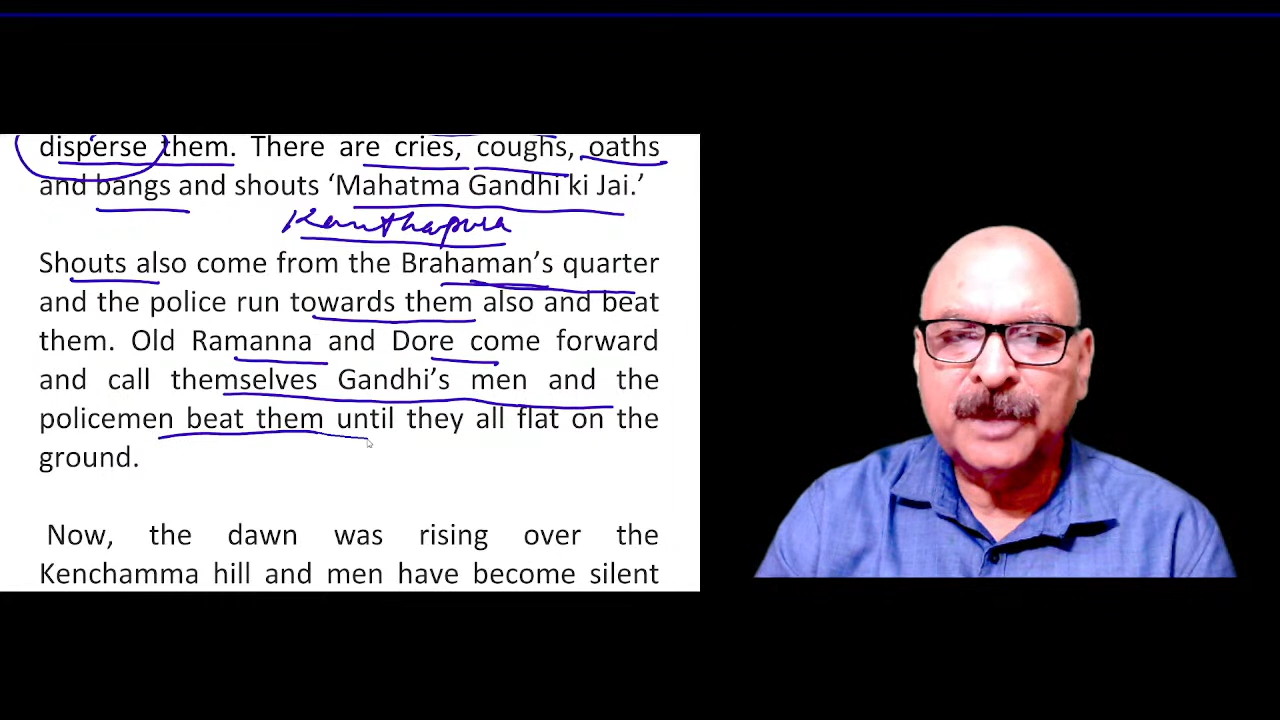 disperse them. There are cries, coughs, oaths
and bangs and shouts ‘Mahatma Gandhi ki Jai.’
Kanthapura
Shouts also come from the Brahaman’s quarter
and the police run towards them also and beat
them. Old Ramanna and Dore come forward
and call themselves Gandhi’s men and the
policemen beat them until they all flat on the
ground.
Now, the dawn was rising over the
Kenchamma hill and men have become silent